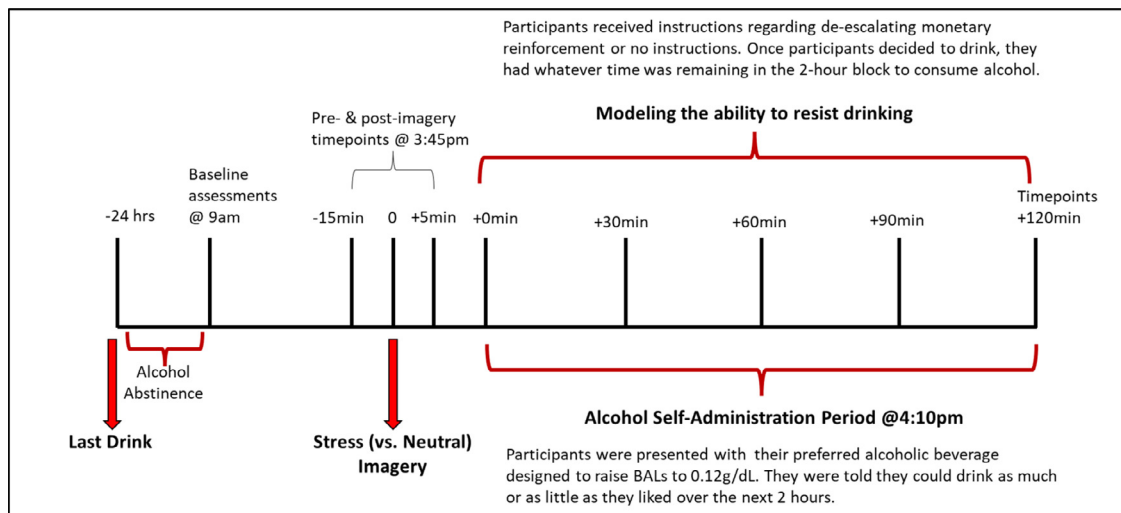 Participants received instructions regarding de-escalating monetary
reinforcement or no instructions. Once participants decided to drink, they
had whatever time was remaining in the 2-hour block to consume alcohol.
Modeling the ability to resist drinking
Pre- & post-imagery
timepoints @ 3:45pm
Baseline
assessments
@ 9am
-24 hrs
-15min
0
+5min
+0min
+30min
+60min
+90min
Timepoints
+120min
Alcohol
Abstinence
Last Drink
Stress (vs. Neutral)
Imagery
Alcohol Self-Administration Period @4:10pm
Participants were presented with their preferred alcoholic beverage
designed to raise BALs to 0.12g/dL. They were told they could drink as much
or as little as they liked over the next 2 hours.